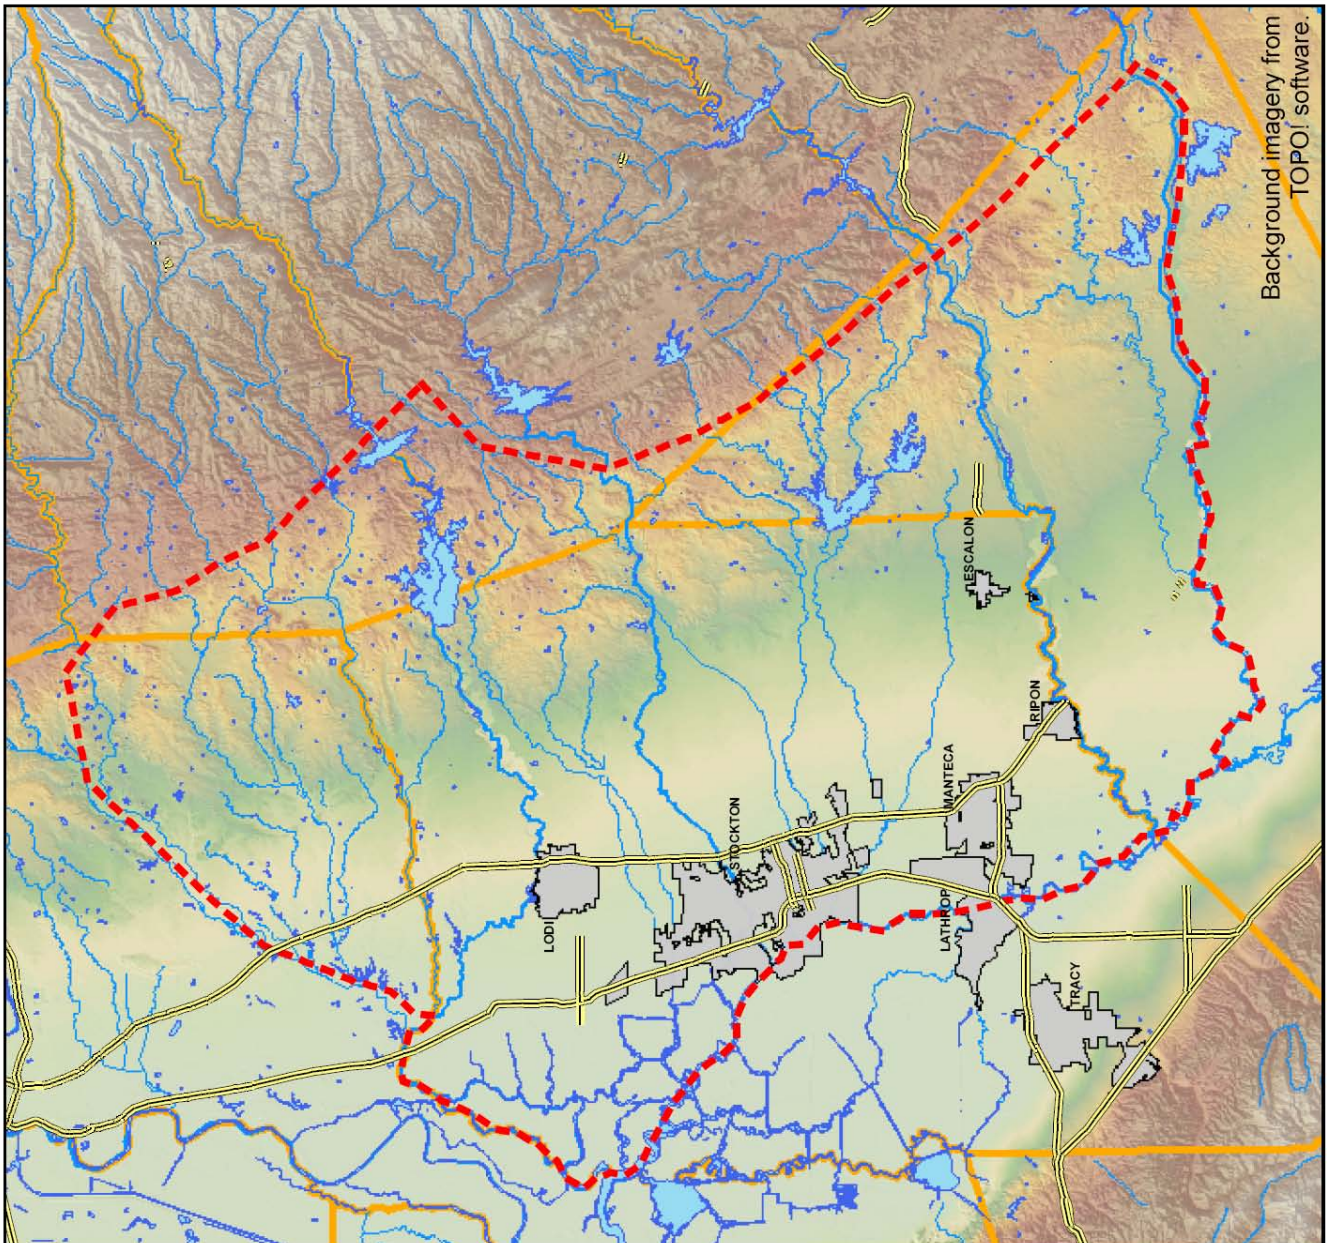 Background imagery from
TOPO! software.
ESCALON
RIPON
MANTECA
STOCKTON
LODI
LATHROP
TRACY